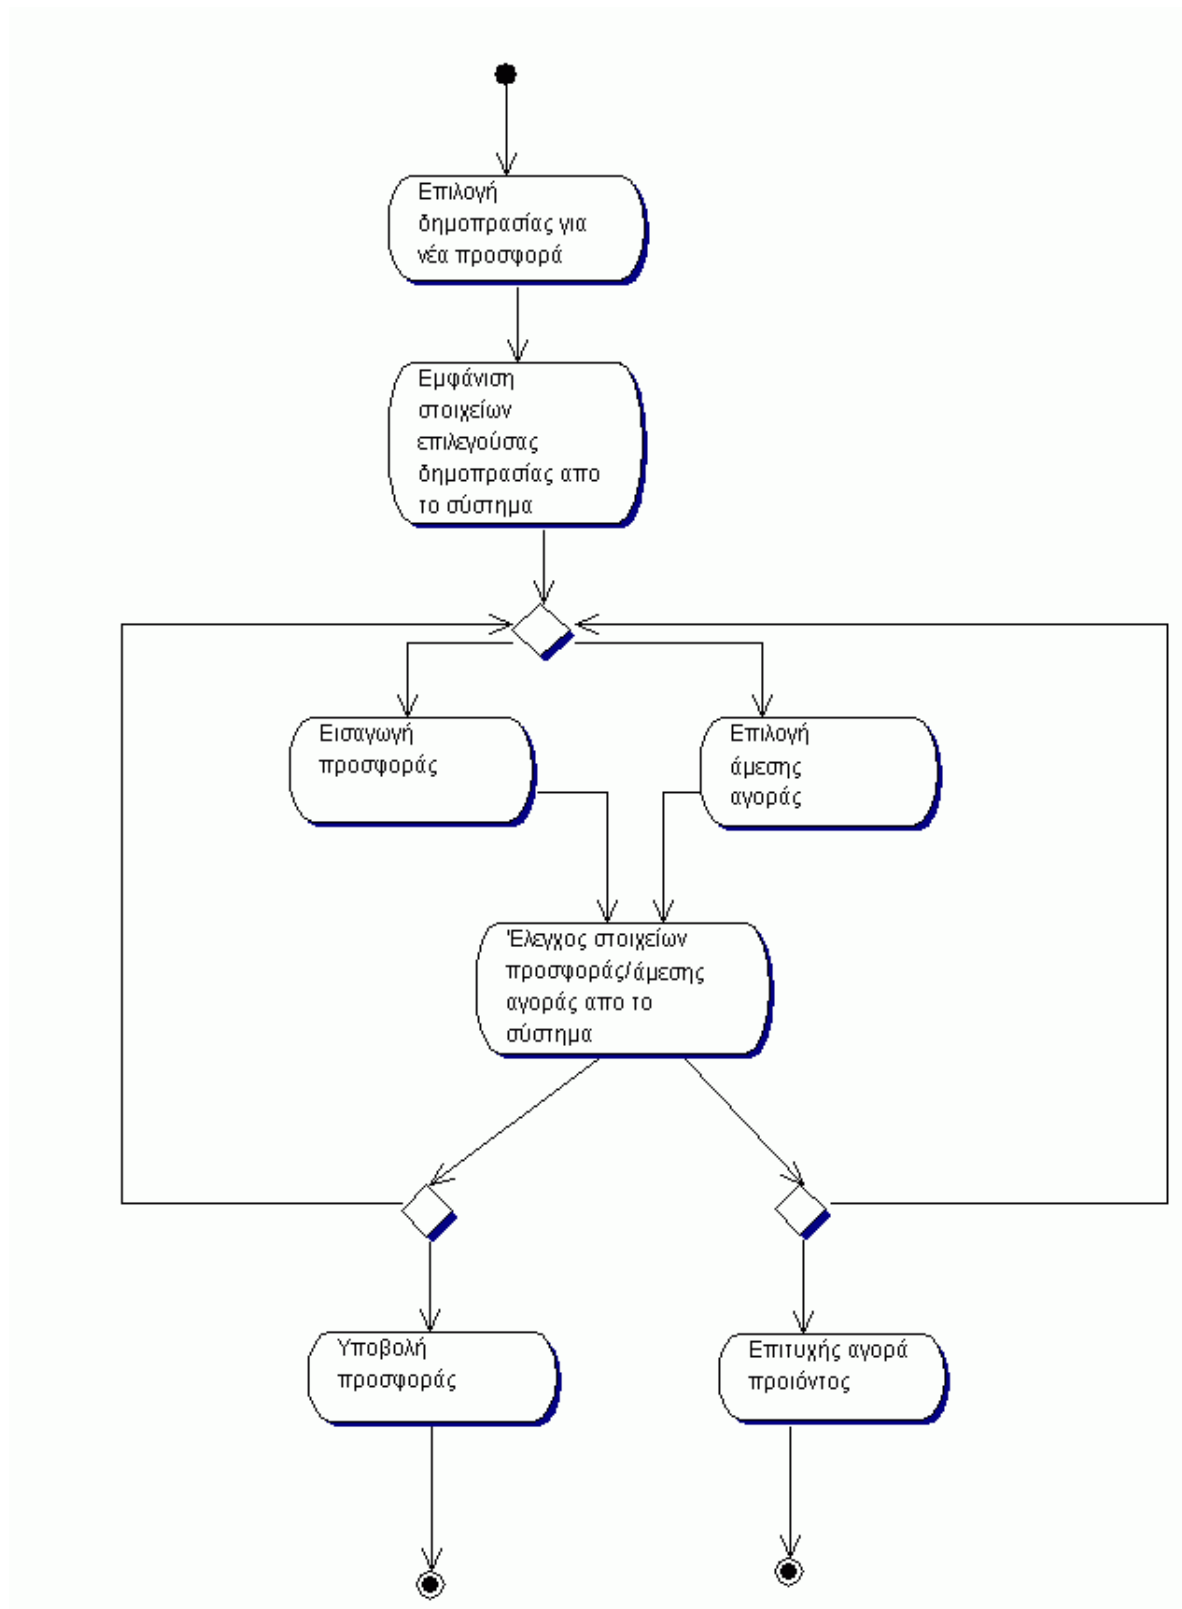 Επιλογή
δημοπρασίας για
νέα προσφορά
Εμφάνιση
στοιχείων
επιλεγούσας
δημοπρασίας απο
το σύστημα
Εισαγωγή
προσφοράς
Επιλογή
άμεσης
αγοράς
Έλεγχος στοιχείων
προσφοράς/άμεσης
αγοράς απο το
σύστημα
Υποβολή
προσφοράς
Επιτυχής αγορά
προιόντος